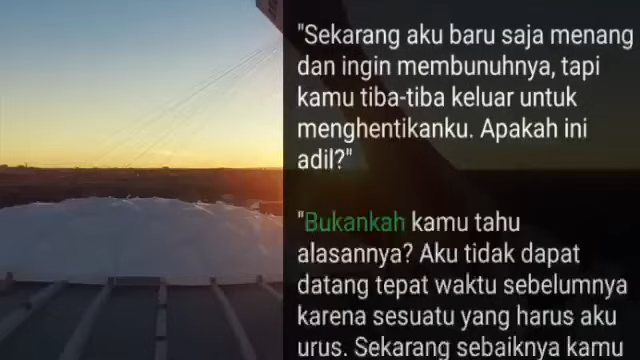 "Sekarang aku baru saja menang
dan ingin membunuhnya, tapi
kamu tiba-tiba keluar untuk
menghentikanku. Apakah ini
adil?"
"Bukankah kamu tahu
alasannya? Aku tidak dapat
datang tepat waktu sebelumnya
karena sesuatu yang harus aku
urus. Sekarang sebaiknya kamu